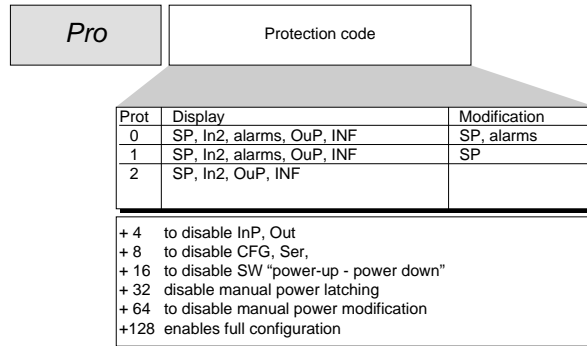 Pro Protection code
Prot Display Modification
0 SP, In2, alarms, OuP, INF SP, alarms
1 SP, In2, alarms, OuP, INF SP
2 SP, In2, OuP, INF
+ 4 to disable InP, Out
+ 8 to disable CFG, Ser,
+ 16 to disable SW “power-up - power down”
+ 32 disable manual power latching
+ 64 to disable manual power modification
+128 enables full configuration